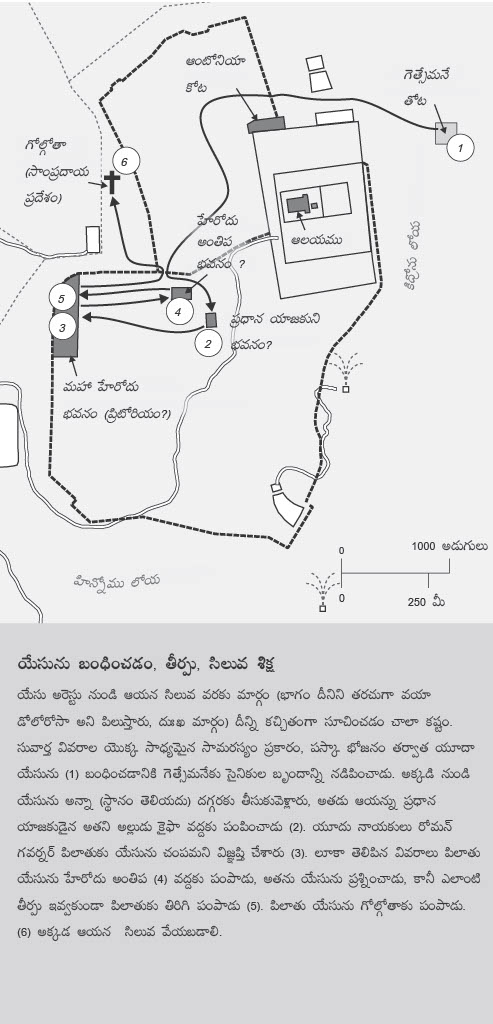 ఆంటోనియా
కోట
గెత్సేమనే
తోట
1
గోల్గోతా
(సాంప్రదాయ
ప్రదేశం)
6
హేరోదు
అంతిప
భవనం ?
ఆలయము
కిద్రోను లోయ
5
4
3
2
ప్రధాన యాజకుని
భవనం?
మహా హేరోదు
భవనం (ప్రిటోరియం?)
హిన్నోము లోయ
0
1000 అడుగులు
0
250 మీ
యేసును బంధించడం, తీర్పు, సిలువ శిక్ష
యేసు అరెస్టు నుండి ఆయన సిలువ వరకు మార్గం (భాగం దీనిని తరచుగా వయా
డోలోరోసా అని పిలుస్తారు, దుఃఖ మార్గం) దీన్ని కచ్చితంగా సూచించడం చాలా కష్టం.
సువార్త వివరాల యొక్క సాధ్యమైన సామరస్యం ప్రకారం, పస్కా భోజనం తర్వాత యూదా
యేసును (1) బంధించడానికి గెత్సేమనేకు సైనికుల బృందాన్ని నడిపించాడు. అక్కడి నుండి
యేసును అన్నా (స్థానం తెలియదు) దగ్గరకు తీసుకువెళ్లారు, అతడు ఆయన్ను ప్రధాన
యాజకుడైన అతని అల్లుడు కైఫా వద్దకు పంపించాడు (2). యూదు నాయకులు రోమన్
గవర్నర్ పిలాతుకు యేసును చంపమని విజ్ఞప్తి చేశారు (3). లూకా తెలిపిన వివరాలు పిలాతు
యేసును హేరోదు అంతిప (4) వద్దకు పంపాడు, అతను యేసును ప్రశ్నించాడు, కానీ ఎలాంటి
తీర్పు ఇవ్వకుండా పిలాతుకు తిరిగి పంపాడు (5). పిలాతు యేసును గోల్గోతాకు పంపాడు.
(6) అక్కడ ఆయన సిలువ వేయబడాలి.